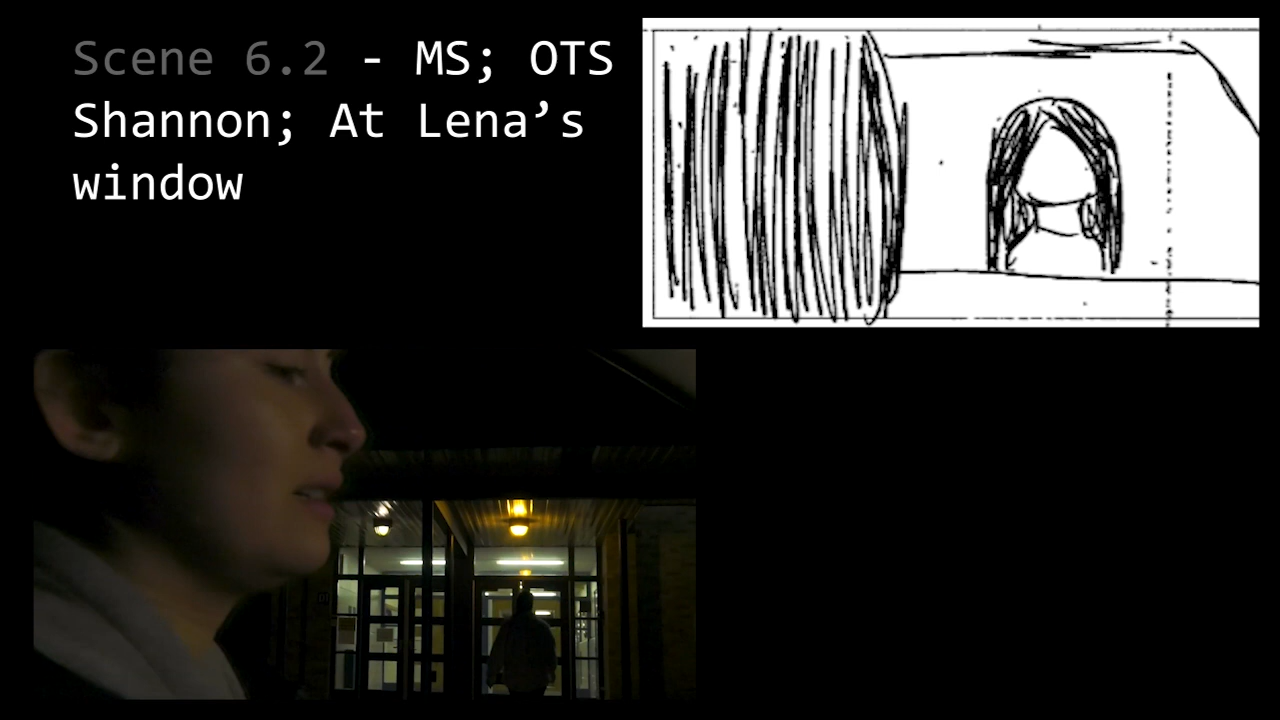 Scene 6.2 - MS; OTS
Shannon; At Lena’s
window